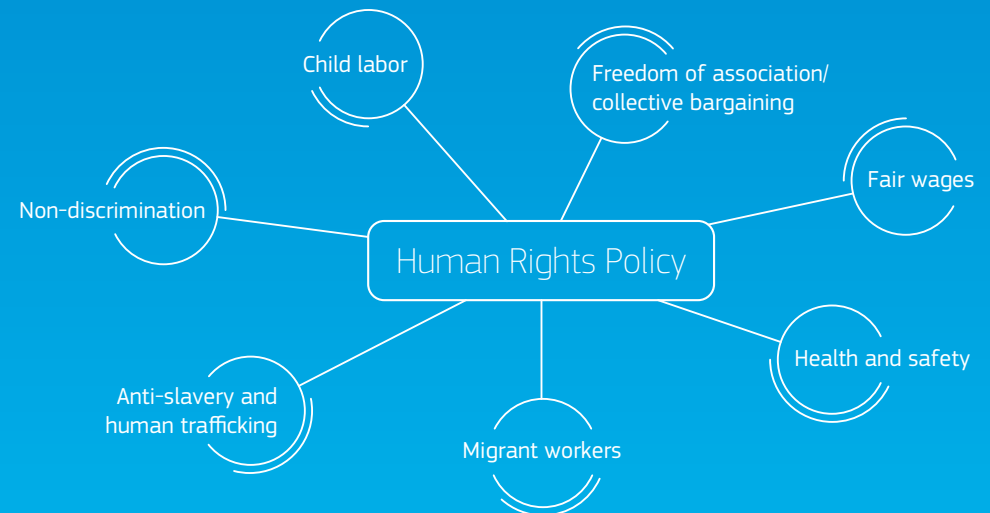 Child labor
Freedom of association/
collective bargaining
Fair wages
Non-discrimination
Human Rights Policy
Health and safety
Anti-slavery and
human trafficking
Migrant workers